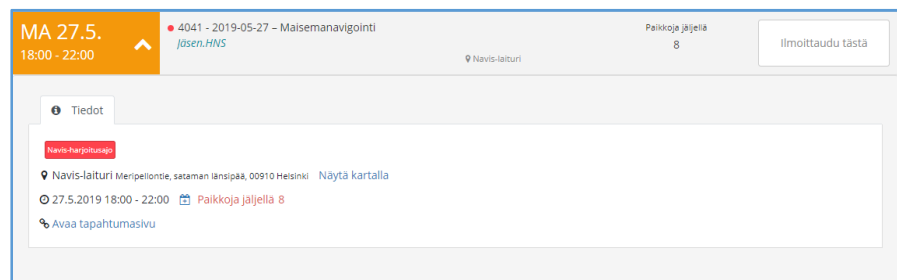 MA 27.5.
18:00 - 22:00
4041 - 2019-05-27 – Maisemanavigointi
Jäsen.HNS
Navis-laituri
Paikkoja jäljellä
8
Ilmoittaudu tästä
Tiedot
Navis-harjoitusajo
Navis-laituri Meripellontie, sataman länsipää, 00910 Helsinki Näytä kartalla
27.5.2019 18:00 - 22:00 Paikkoja jäljellä 8
Avaa tapahtumasivu